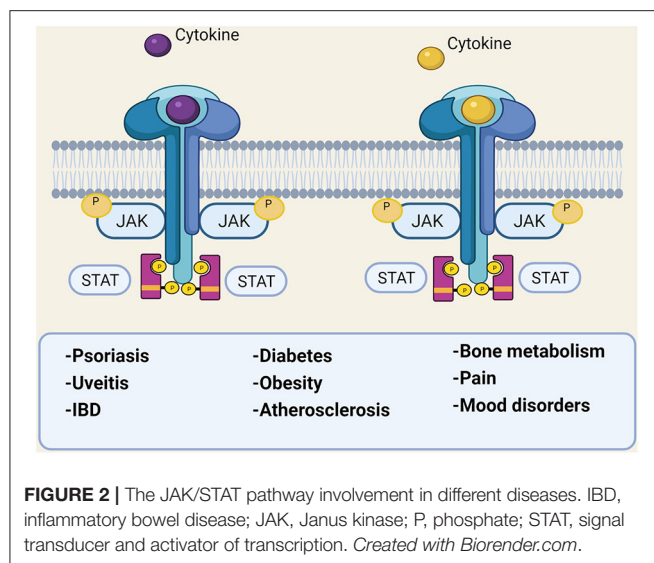 Cytokine
Cytokine
P
JAK
JAK
P
P
JAK
JAK
P
STAT
P
P
P
P
STAT
STAT
P
P
P
P
STAT
-Psoriasis
-Uveitis
-IBD
-Diabetes
-Obesity
-Atherosclerosis
-Bone metabolism
-Pain
-Mood disorders
FIGURE 2 | The JAK/STAT pathway involvement in different diseases. IBD,
inflammatory bowel disease; JAK, Janus kinase; P, phosphate; STAT, signal
transducer and activator of transcription. Created with Biorender.com.